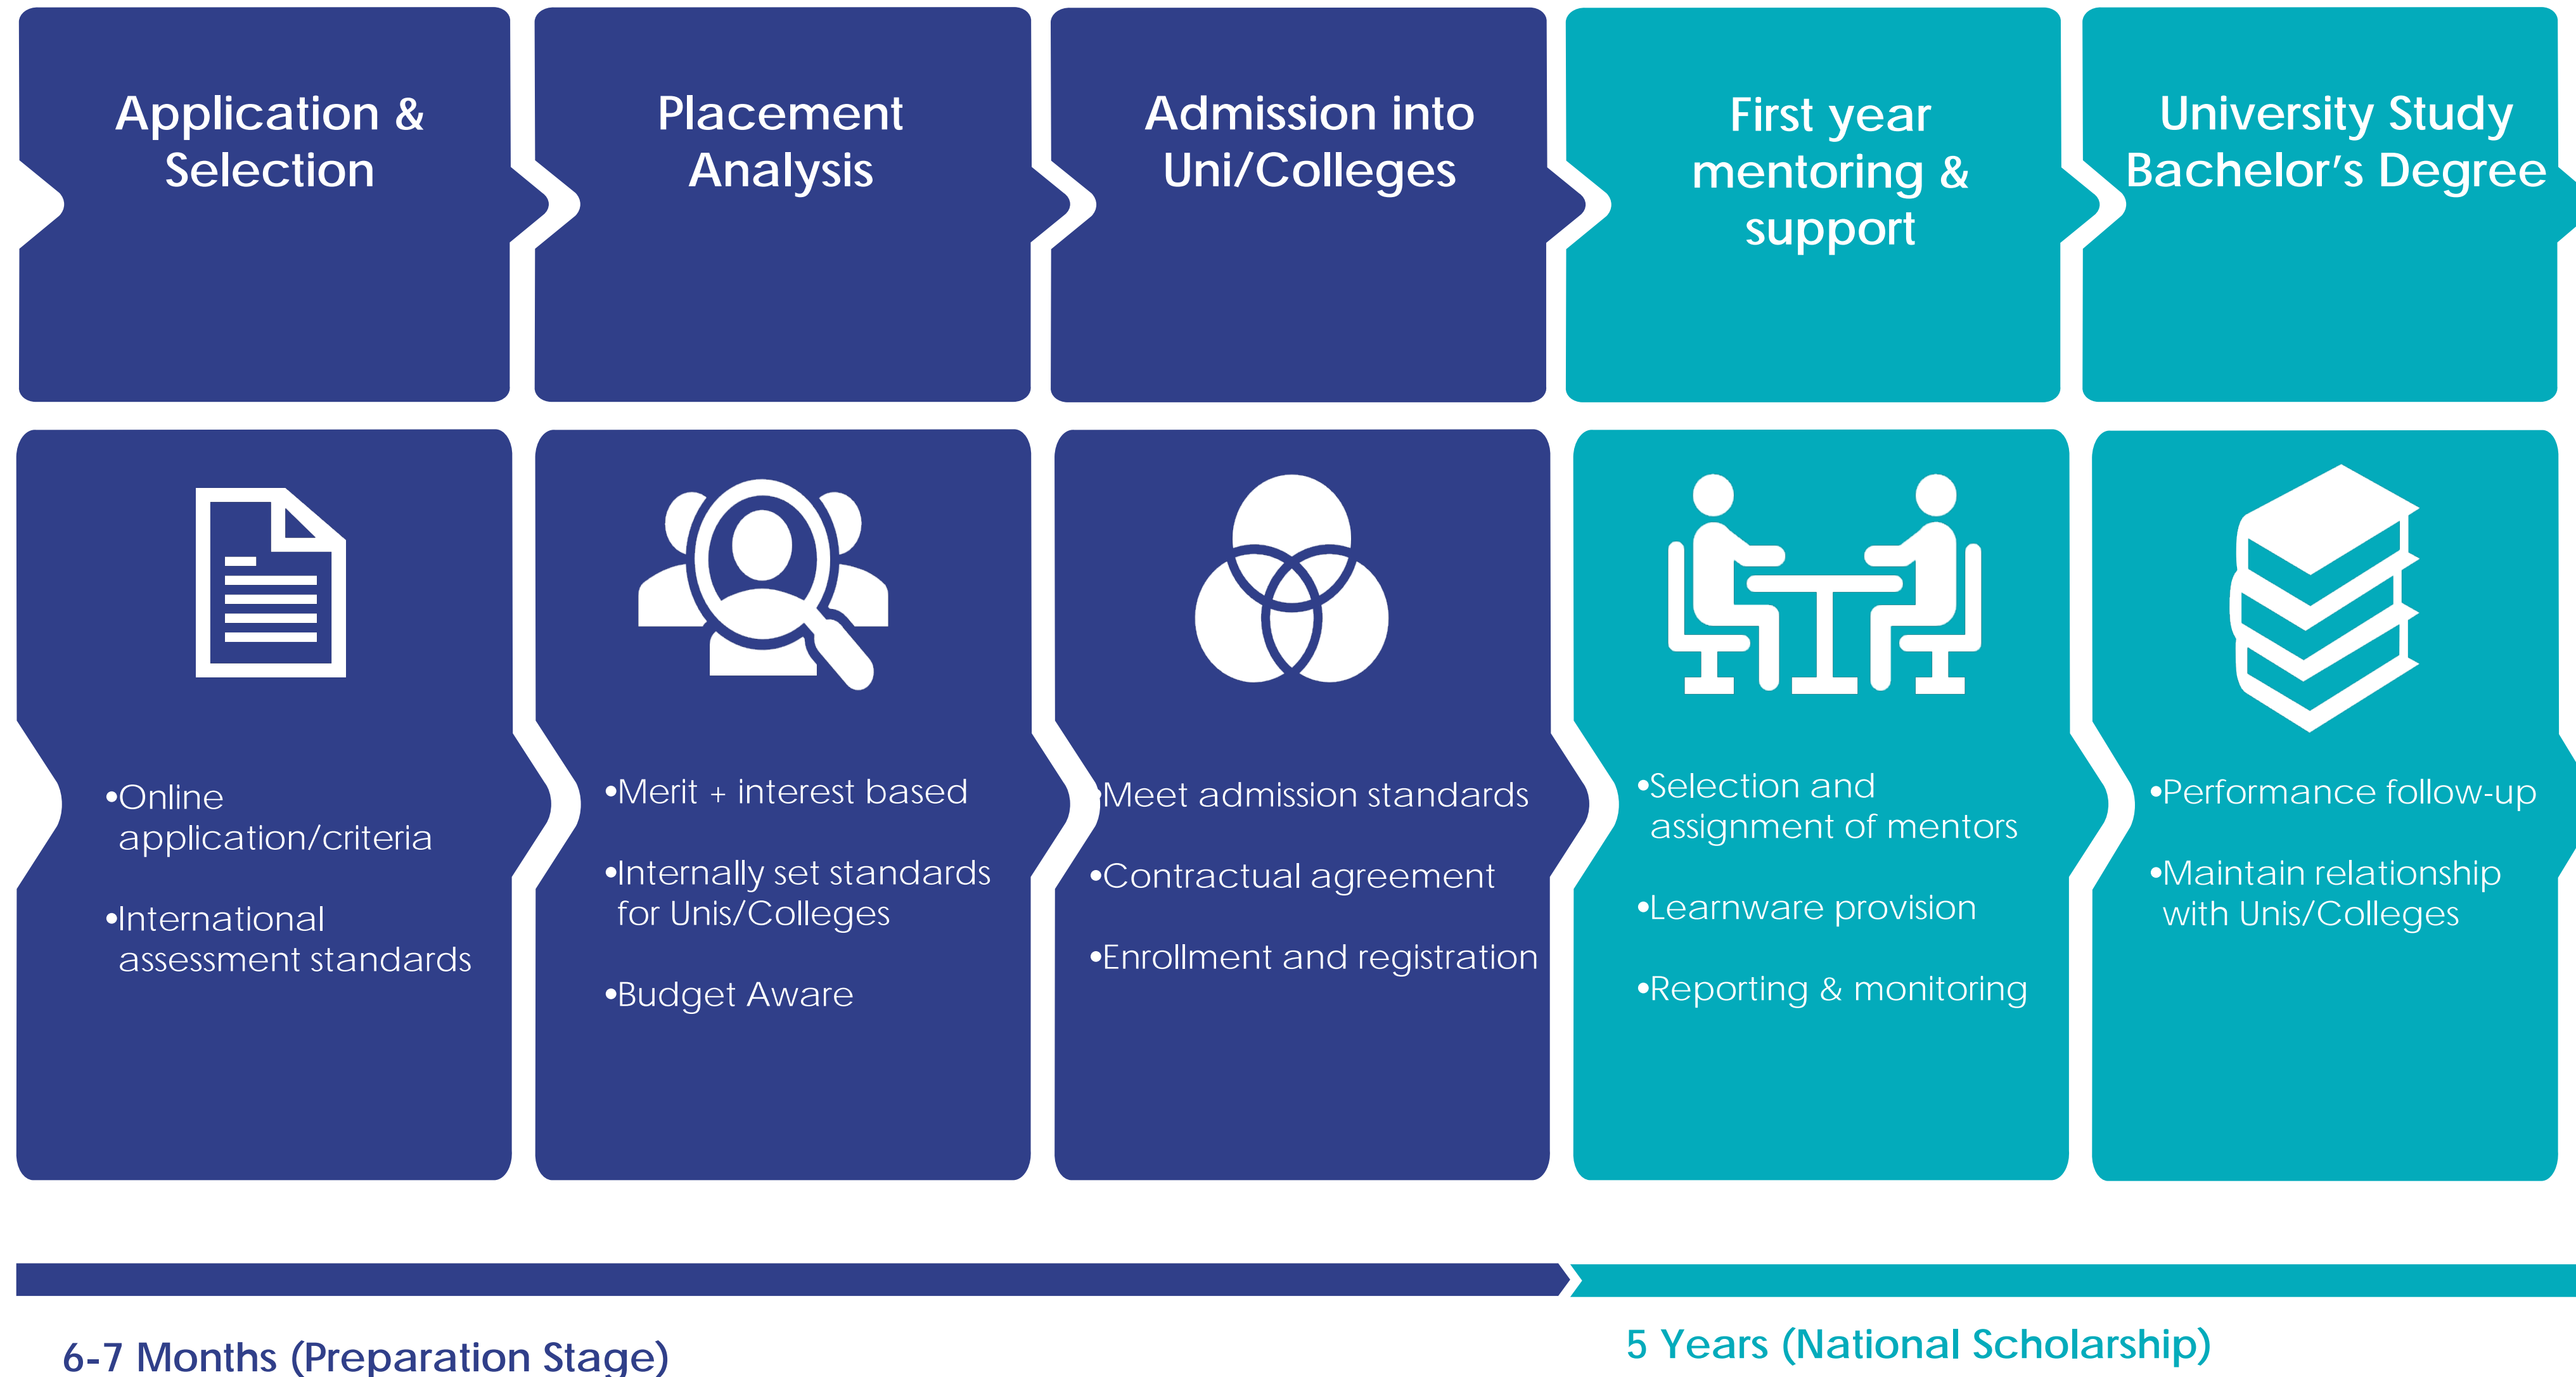 Application &
Selection
Placement
Analysis
Admission into
Uni/Colleges
First year
mentoring &
support
University Study
Bachelor’s Degree
•Online
application/criteria
•International
assessment standards
•Merit + interest based
•Internally set standards
for Unis/Colleges
•Budget Aware
•Meet admission standards
•Contractual agreement
•Enrollment and registration
•Selection and
assignment of mentors
•Learnware provision
•Reporting & monitoring
•Performance follow-up
•Maintain relationship
with Unis/Colleges
6-7 Months (Preparation Stage)
5 Years (National Scholarship)